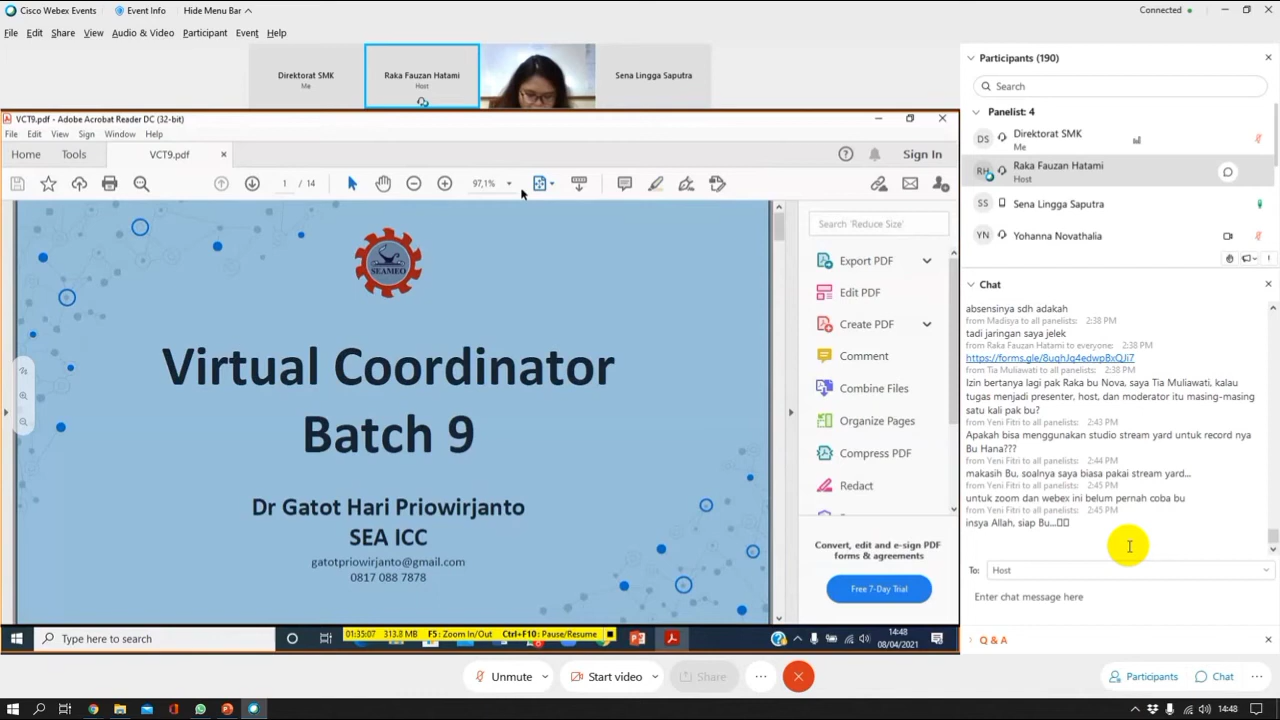 Cisco Webex Events
Event Info
Hide Menu Bar
Connected
File Edit Share View Audio & Video Participant Event Help
Direktorat SMK
Me
Raka Fauzan Hatami
Host
Sena Lingga Saputra
VCT9.pdf - Adobe Acrobat Reader DC (32-bit)
File Edit View Sign Window Help
Home Tools VCT9.pdf Sign In
1 / 14 97,1%
SEAMEO
Virtual Coordinator
Batch 9
Dr Gatot Hari Priowirjanto
SEA ICC
gatotpriowirjanto@gmail.com
0817 088 7878
Search 'Reduce Size'
Export PDF
Edit PDF
Create PDF
Comment
Combine Files
Organize Pages
Compress PDF
Redact
Convert, edit and e-sign PDF
forms & agreements
Free 7-Day Trial
Type here to search
01:35:07 313.8 MB F5: Zoom In/Out Ctrl+F10: Pause/Resume
14:48
08/04/2021
Participants (190)
Search
Panelist: 4
DS Direktorat SMK
Me
RH Raka Fauzan Hatami
Host
SS Sena Lingga Saputra
YN Yohanna Novathalia
Chat
absensinya sdh adakah
from Madisya to all panelists: 2:38 PM
tadi jaringan saya jelek
from Raka Fauzan Hatami to everyone: 2:38 PM
https://forms.gle/8uqhJq4edwpBxQJi7
from Tia Muliawati to all panelists: 2:38 PM
Izin bertanya lagi pak Raka bu Nova, saya Tia Muliawati, kalau
tugas menjadi presenter, host, dan moderator itu masing-masing
satu kali pak bu?
from Yeni Fitri to all panelists: 2:43 PM
Apakah bisa menggunakan studio stream yard untuk record nya
Bu Hana???
from Yeni Fitri to all panelists: 2:44 PM
makasih Bu, soalnya saya biasa pakai stream yard...
from Yeni Fitri to all panelists: 2:45 PM
untuk zoom dan webex ini belum pernah coba bu
from Yeni Fitri to all panelists: 2:45 PM
insya Allah, siap Bu...
To: Host
Enter chat message here
Q & A
Unmute
Start video
Share
Participants
Chat
14:48